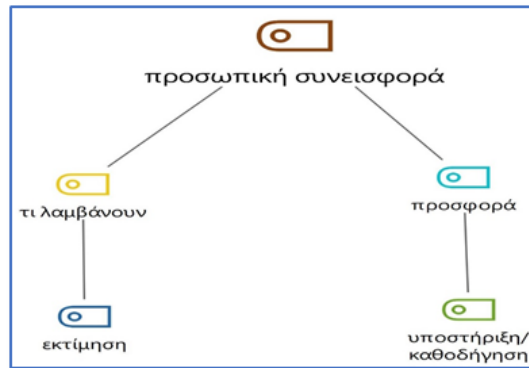 προσωπική συνεισφορά
τι λαμβάνουν
προσφορά
εκτίμηση
υποστήριξη/
καθοδήγηση